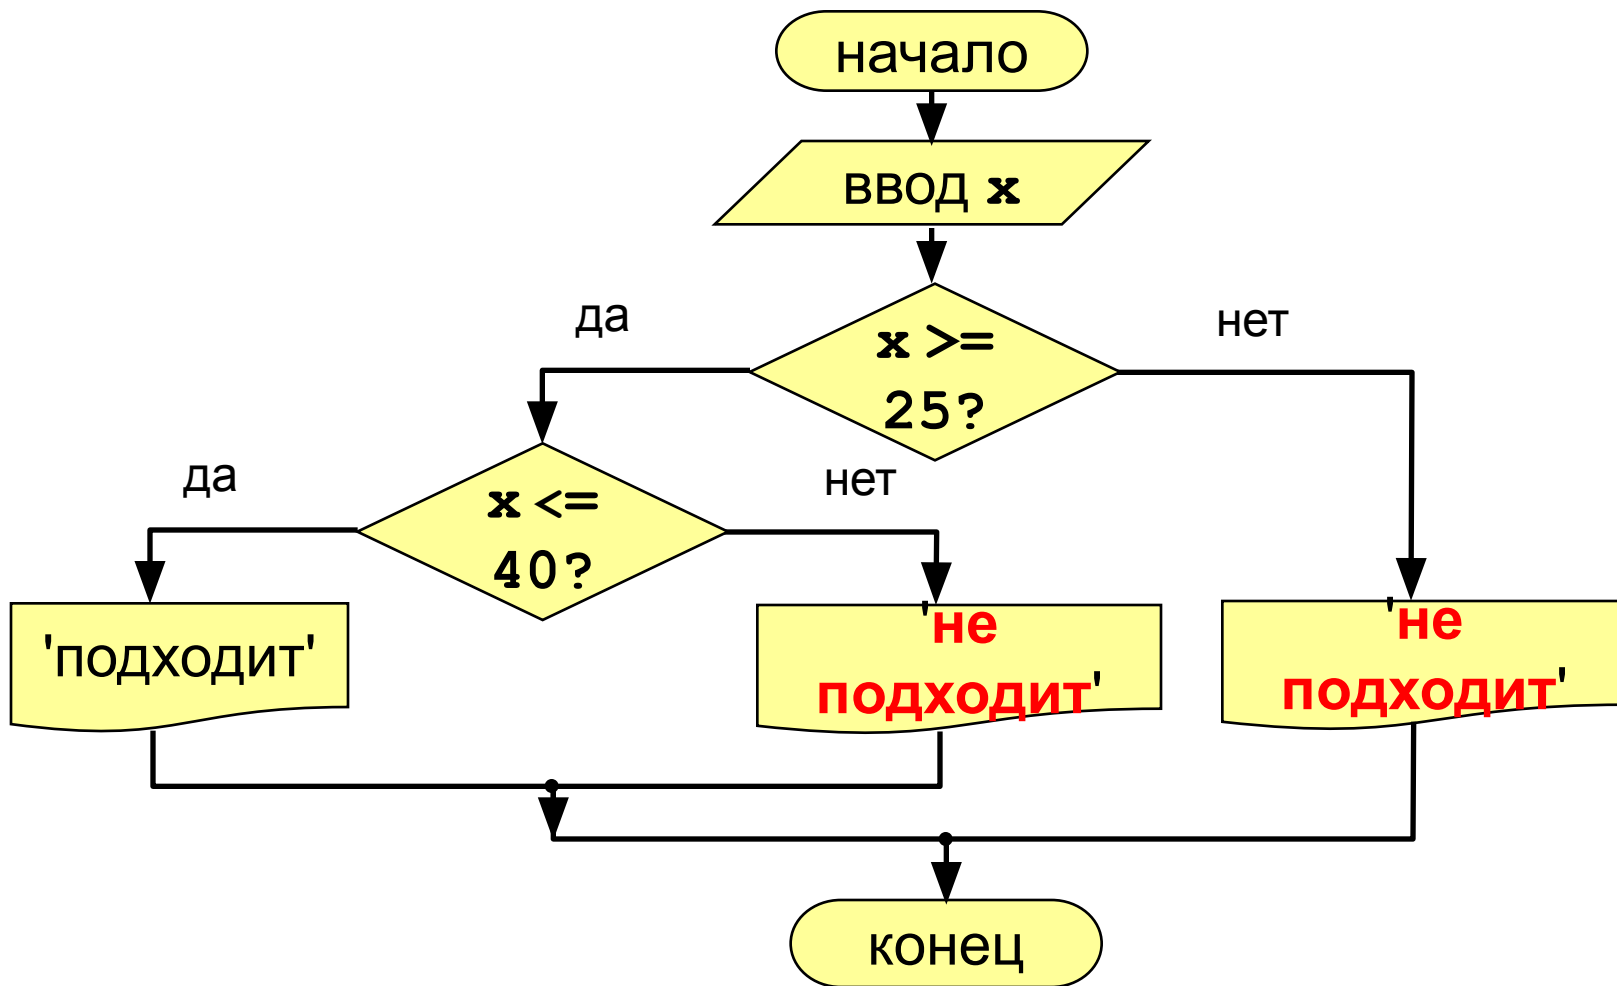 начало
ввод x
да
x >=
25?
нет
да
x <=
40?
нет
'подходит'
'не
подходит'
'не
подходит'
конец